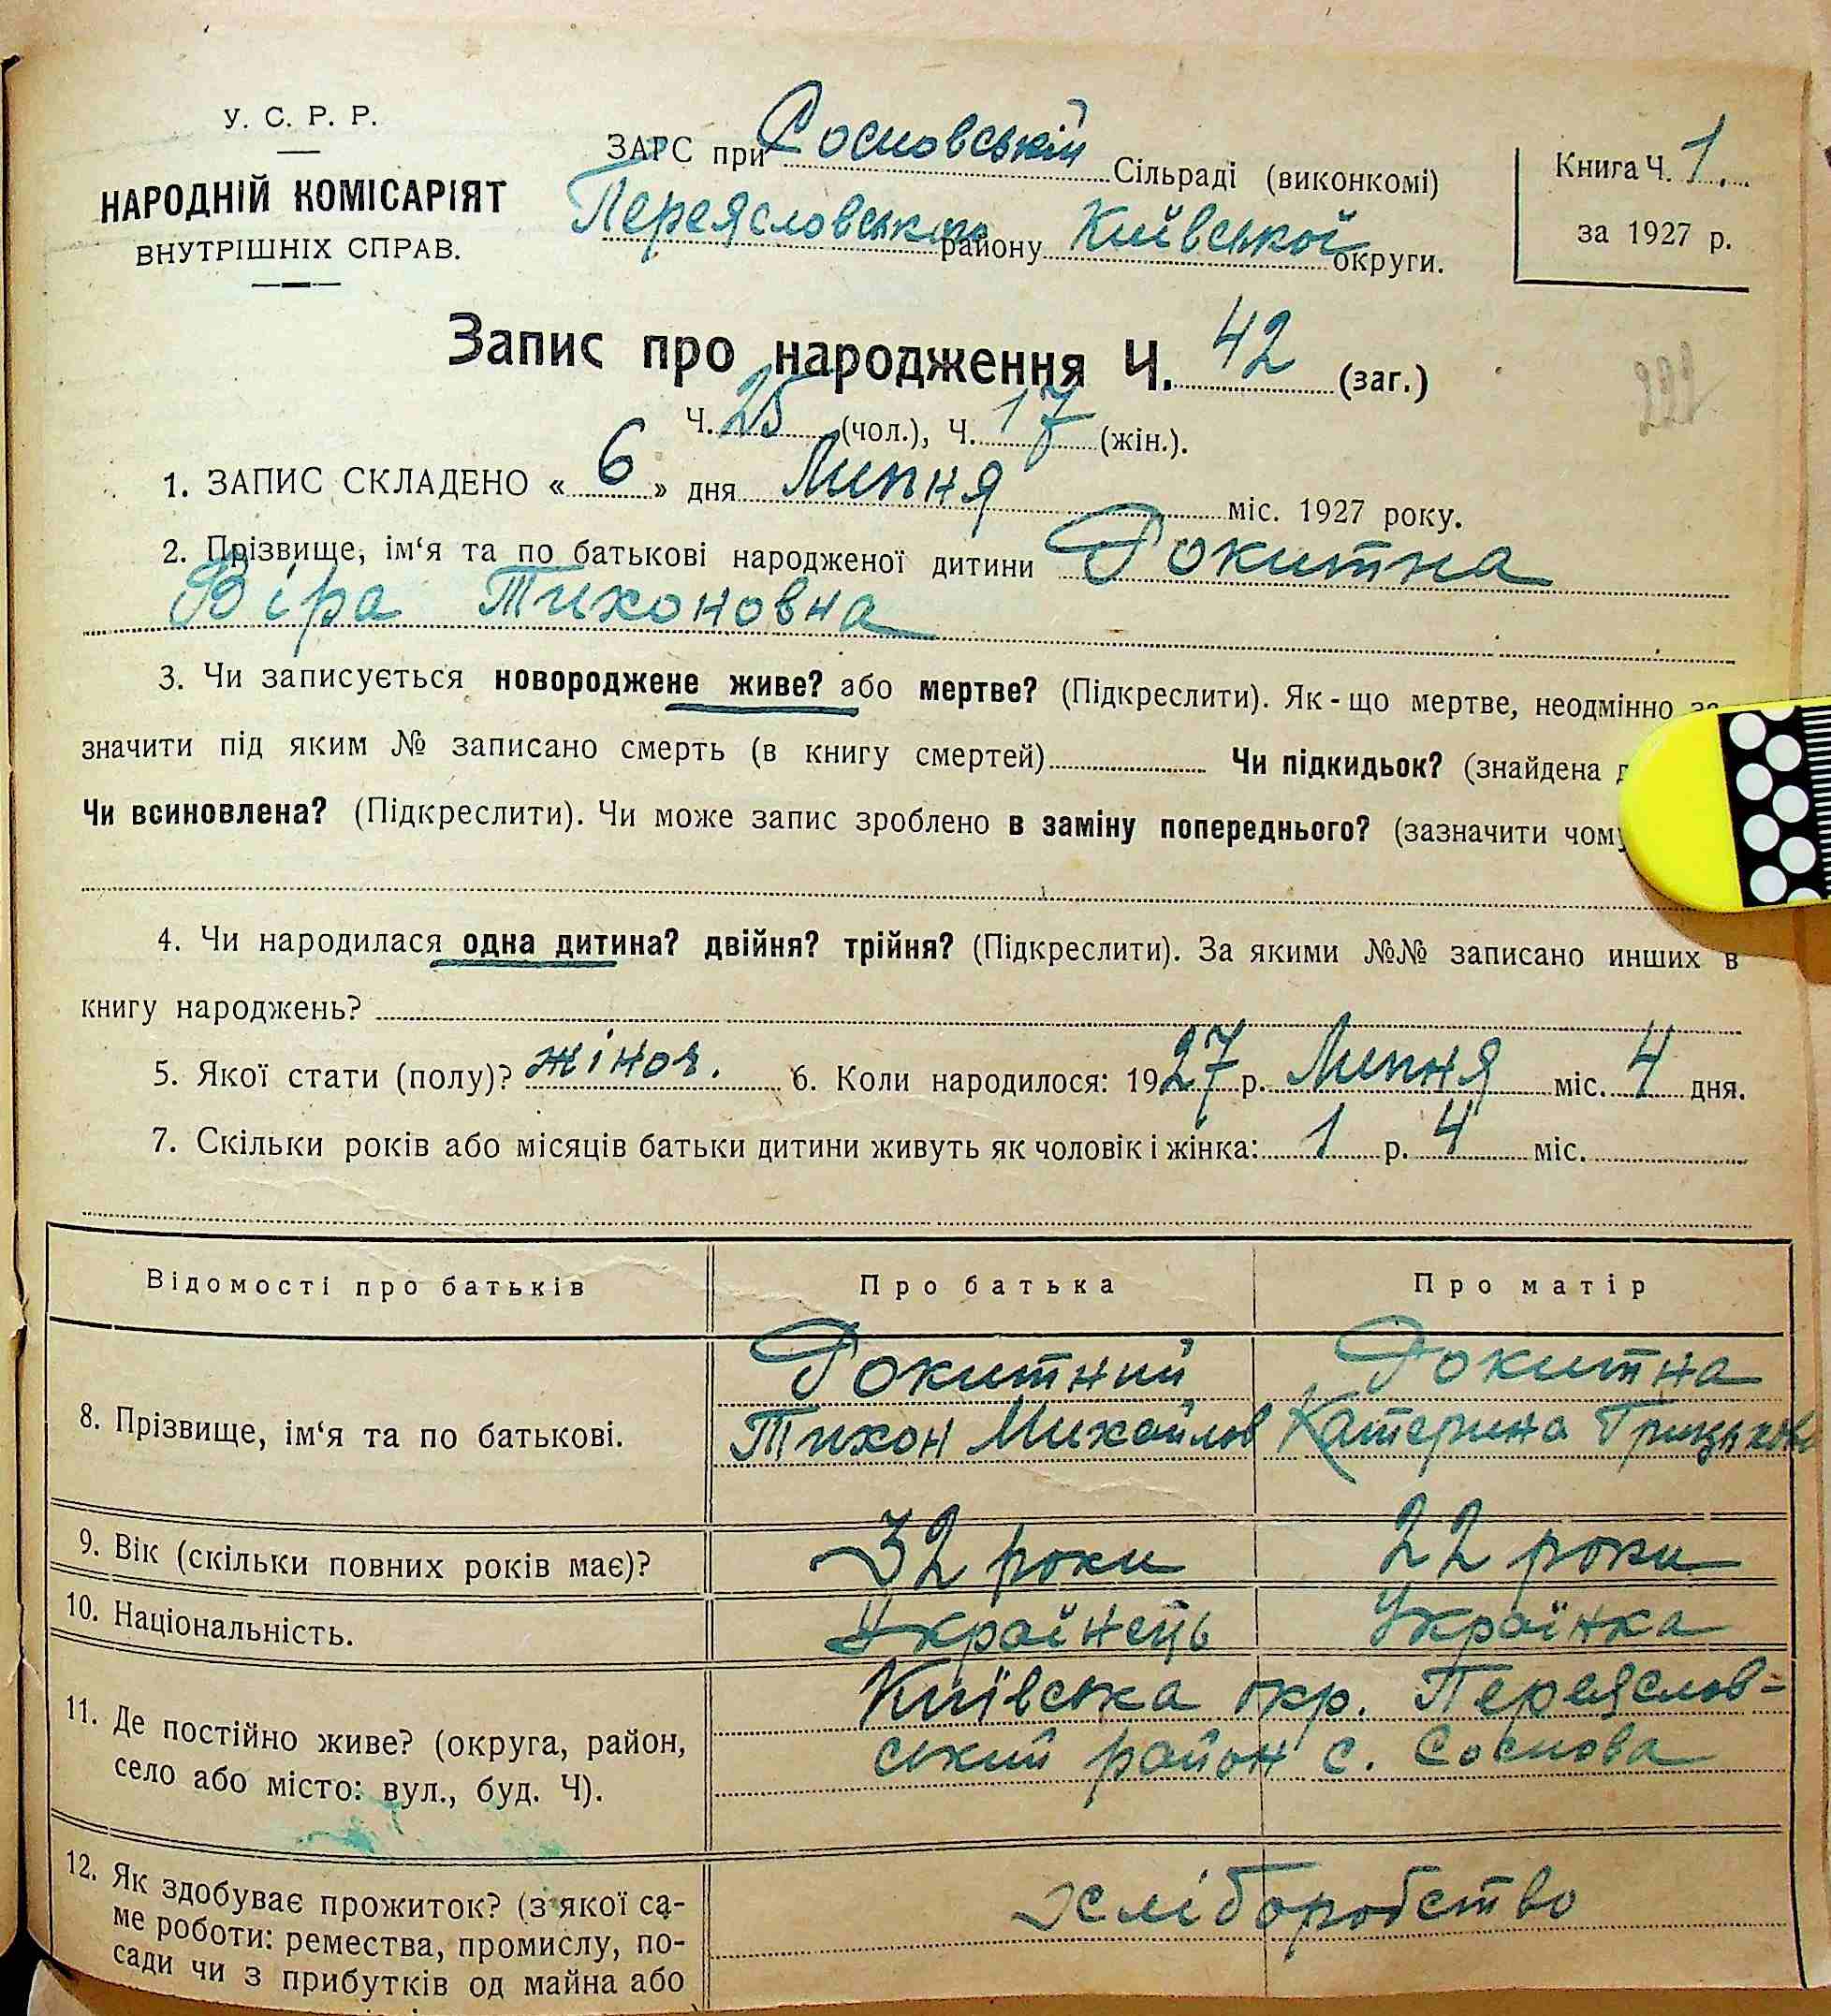 У. С. Р. Р.
НАРОДНІЙ КОМІСАРІЯТ
ВНУТРІШНІХ СПРАВ.
ЗАГС при Сосновській Сільраді (виконкомі)
Переясловського району Київської округи.
Книга Ч. 1.
за 1927 р.
Запис про народження Ч. 42 (заг.)
Ч. 25 (чол.), Ч. 17 (жін.).
1. ЗАПИС СКЛАДЕНО « 6 » дня Липня міс. 1927 року.
2. Прізвище, ім‘я та по батькові народженої дитини Рокитна
Віра Тихоновна
3. Чи записується новороджене живе? або мертве? (Підкреслити). Як-що мертве, неодмінно за-
значити під яким № записано смерть (в книгу смертей) Чи підкидьок? (знайдена
Чи всиновлена? (Підкреслити). Чи може запис зроблено в заміну попереднього? (зазначити чому
4. Чи народилася одна дитина? двійня? трійня? (Підкреслити). За якими №№ записано инших в
книгу народжень?
5. Якої стати (полу)? жіноч. 6. Коли народилося: 1927 р. Липня міс. 4 дня.
7. Скільки років або місяців батьки дитини живуть як чоловік і жінка: 1 р. 4 міс.
Відомості про батьків Про батька Про матір
8. Прізвище, ім‘я та по батькові.
Рокитний Рокитна
Тихон Михайлов Катерина Грицьков
9. Вік (скільки повних років має)? 32 роки 22 роки
10. Національність. Українець Українка
11. Де постійно живе? (округа, район,
село або місто: вул., буд. Ч).
Київська окр. Переяслов-
ський район с. Соснова
12. Як здобуває прожиток? (з якої са-
ме роботи: ремества, промислу, по-
сади чи з прибутків од майна або
хліборобство